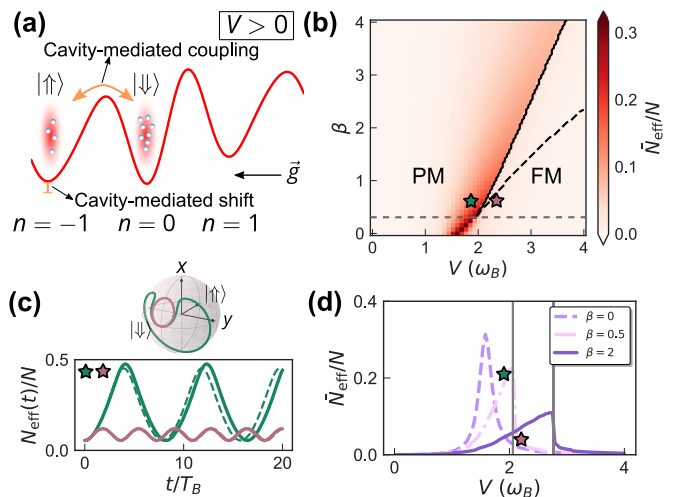 (a)
V > 0
Cavity-mediated coupling
|⇑⟩
|⇓⟩
g⃗
Cavity-mediated shift
n = −1
n = 0
n = 1
(b)
β
4
3
2
1
0
PM
FM
0
1
2
3
4
V (ω_B)
0.3
0.2
0.1
0.0
N̄_eff/N
(c)
x
|⇑⟩
|⇓⟩
y
N_eff(t)/N
0.5
0.0
0
10
20
t/T_B
(d)
N̄_eff/N
0.4
0.2
0.0
β = 0
β = 0.5
β = 2
0
2
4
V (ω_B)